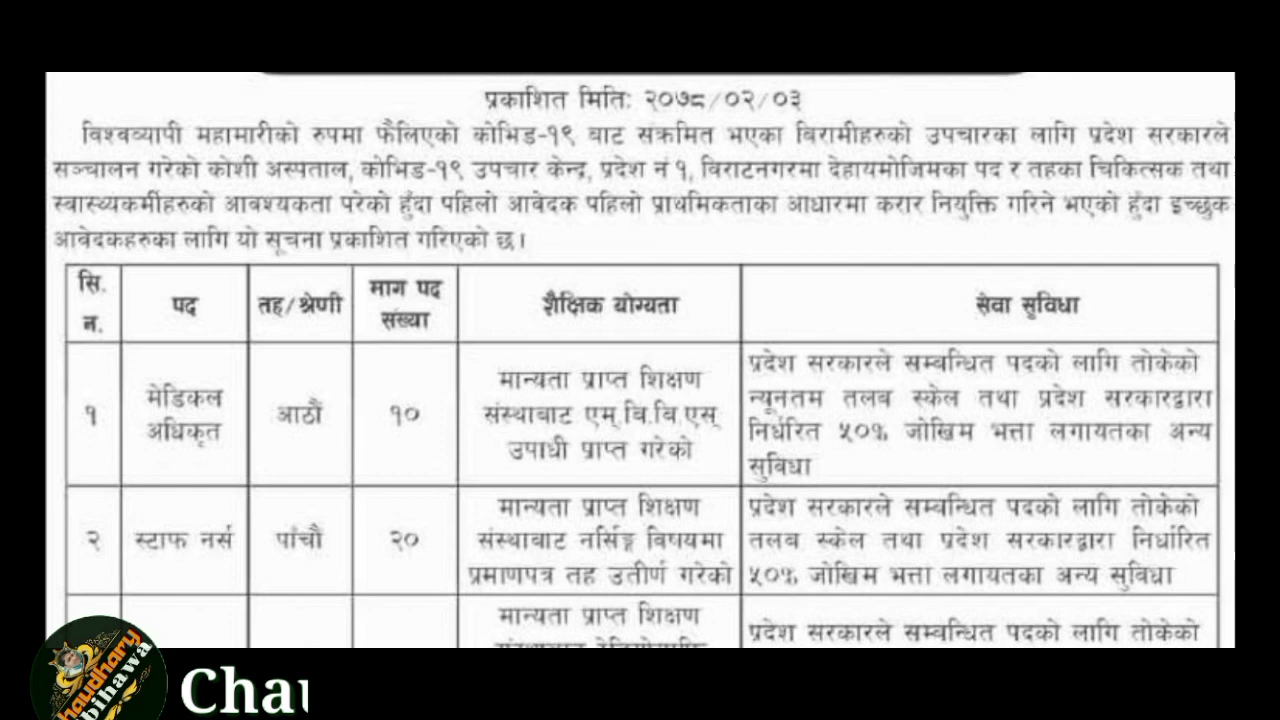 प्रकाशित मितिः २०७८/०२/०३
विश्वव्यापी महामारीको रुपमा फैलिएको कोभिड-१९ बाट संक्रमित भएका विरामीहरुको उपचारका लागि प्रदेश सरकारले
सञ्चालन गरेको कोशी अस्पताल, कोभिड-१९ उपचार केन्द्र, प्रदेश नं १, विराटनगरमा देहायमोजिमका पद र तहका चिकित्सक तथा
स्वास्थ्यकर्मीहरुको आवश्यकता परेको हुँदा पहिलो आवेदक पहिलो प्राथमिकताका आधारमा करार नियुक्ति गरिने भएको हुँदा इच्छुक
आवेदकहरुका लागि यो सूचना प्रकाशित गरिएको छ।
सि.
न.
पद
तह/श्रेणी
माग पद
संख्या
शैक्षिक योग्यता
सेवा सुविधा
१
मेडिकल
अधिकृत
आठौं
१०
मान्यता प्राप्त शिक्षण
संस्थाबाट एम्.बि.बि.एस्
उपाधी प्राप्त गरेको
प्रदेश सरकारले सम्बन्धित पदको लागि तोकेको
न्यूनतम तलब स्केल तथा प्रदेश सरकारद्वारा
निर्धारित ५०% जोखिम भत्ता लगायतका अन्य
सुविधा
२
स्टाफ नर्स
पाँचौं
२०
मान्यता प्राप्त शिक्षण
संस्थाबाट नर्सिङ्ग विषयमा
प्रमाणपत्र तह उतीर्ण गरेको
प्रदेश सरकारले सम्बन्धित पदको लागि तोकेको
तलब स्केल तथा प्रदेश सरकारद्वारा निर्धारित
५०% जोखिम भत्ता लगायतका अन्य सुविधा
मान्यता प्राप्त शिक्षण
प्रदेश सरकारले सम्बन्धित पदको लागि तोकेको
haudhary
bihawa
Chau